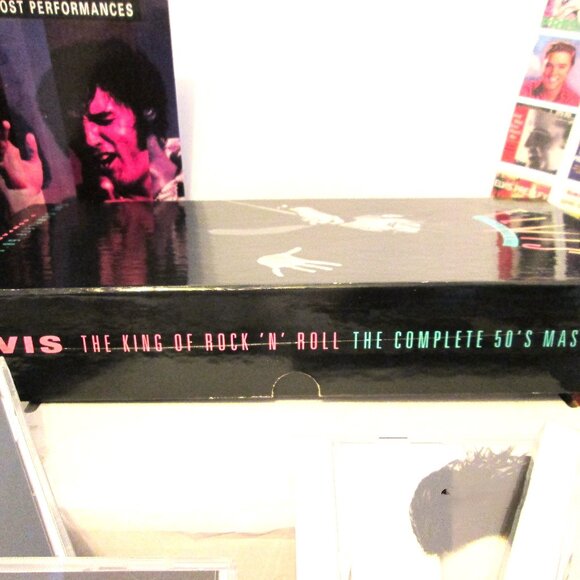 OST PERFORMANCES
VIS THE KING OF ROCK 'N' ROLL THE COMPLETE 50'S MAS